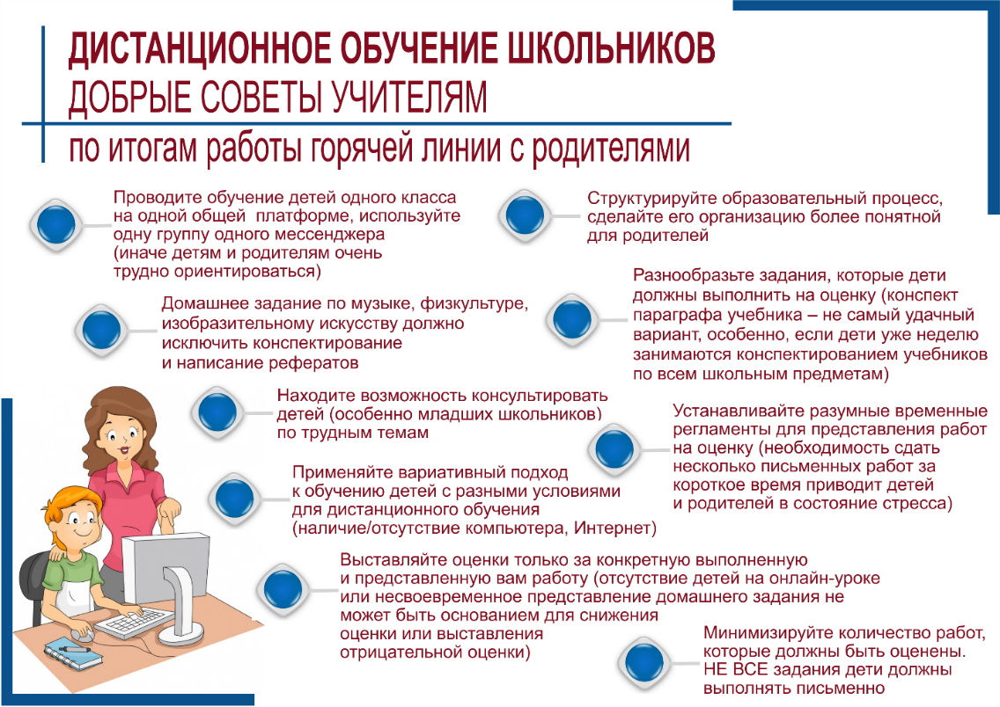 ДИСТАНЦИОННОЕ ОБУЧЕНИЕ ШКОЛЬНИКОВ
ДОБРЫЕ СОВЕТЫ УЧИТЕЛЯМ
по итогам работы горячей линии с родителями
Проводите обучение детей одного класса
на одной общей платформе, используйте
одну группу одного мессенджера
(иначе детям и родителям очень
трудно ориентироваться)
Структурируйте образовательный процесс,
сделайте его организацию более понятной
для родителей
Домашнее задание по музыке, физкультуре,
изобразительному искусству должно
исключить конспектирование
и написание рефератов
Разнообразьте задания, которые дети
должны выполнить на оценку (конспект
параграфа учебника – не самый удачный
вариант, особенно, если дети уже неделю
занимаются конспектированием учебников
по всем школьным предметам)
Находите возможность консультировать
детей (особенно младших школьников)
по трудным темам
Устанавливайте разумные временные
регламенты для представления работ
на оценку (необходимость сдать
несколько письменных работ за
короткое время приводит детей
и родителей в состояние стресса)
Применяйте вариативный подход
к обучению детей с разными условиями
для дистанционного обучения
(наличие/отсутствие компьютера, Интернет)
Выставляйте оценки только за конкретную выполненную
и представленную вам работу (отсутствие детей на онлайн-уроке
или несвоевременное представление домашнего задания не
может быть основанием для снижения
оценки или выставления
отрицательной оценки)
Минимизируйте количество работ,
которые должны быть оценены.
НЕ ВСЕ задания дети должны
выполнять письменно